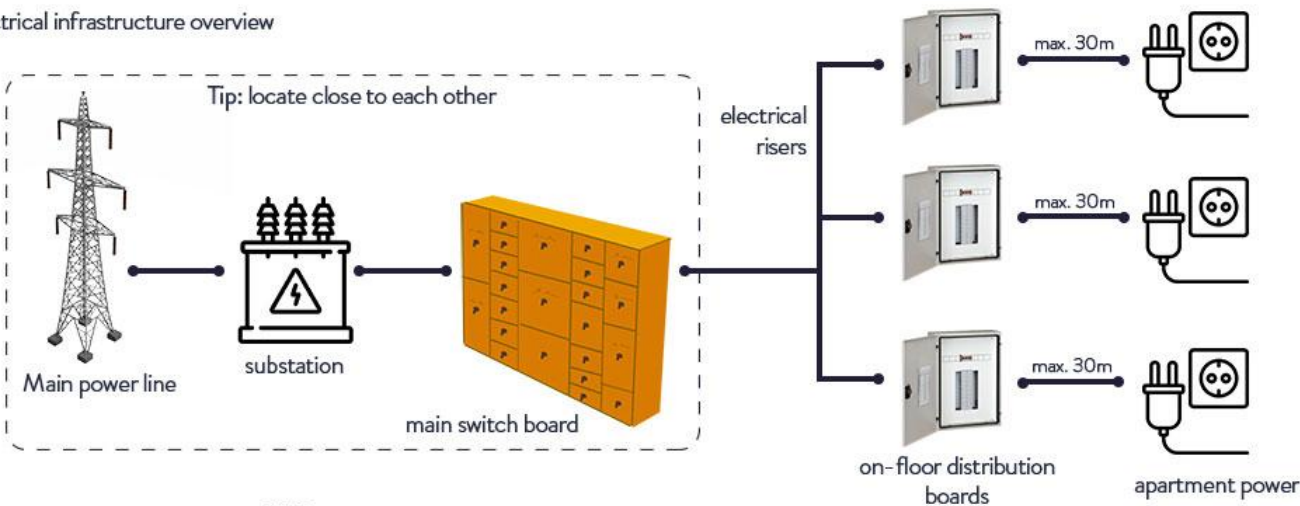 trical infrastructure overview
Tip: locate close to each other
Main power line
substation
main switch board
electrical
risers
max. 30m
max. 30m
max. 30m
on-floor distribution
boards
apartment power